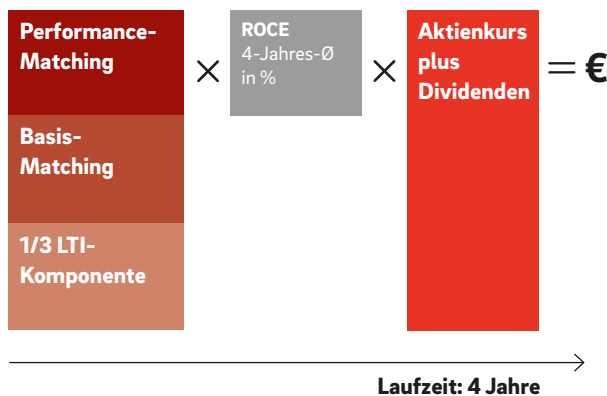 Performance-
Matching
×
ROCE
4-Jahres-Ø
in %
×
Aktienkurs
plus
Dividenden
= €
Basis-
Matching
1/3 LTI-
Komponente
Laufzeit: 4 Jahre